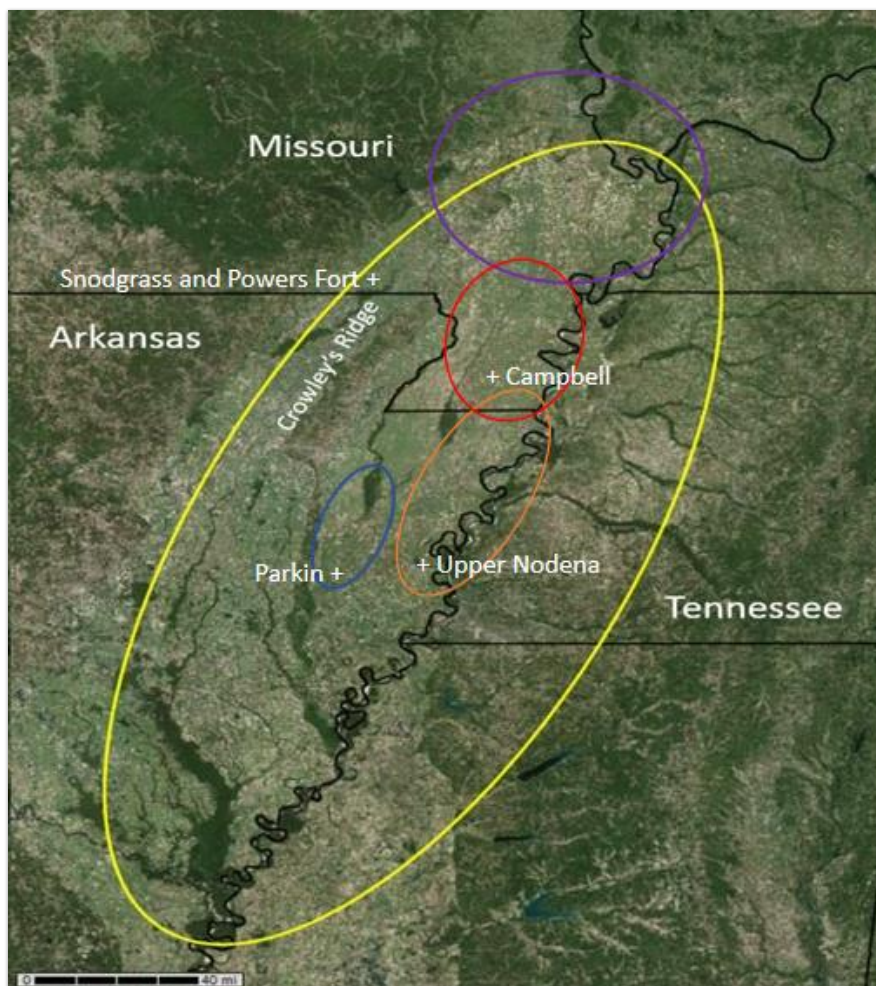 Missouri
Snodgrass and Powers Fort +
Arkansas
Crowley's Ridge
+ Campbell
Parkin +
+ Upper Nodena
Tennessee
0 40 mi